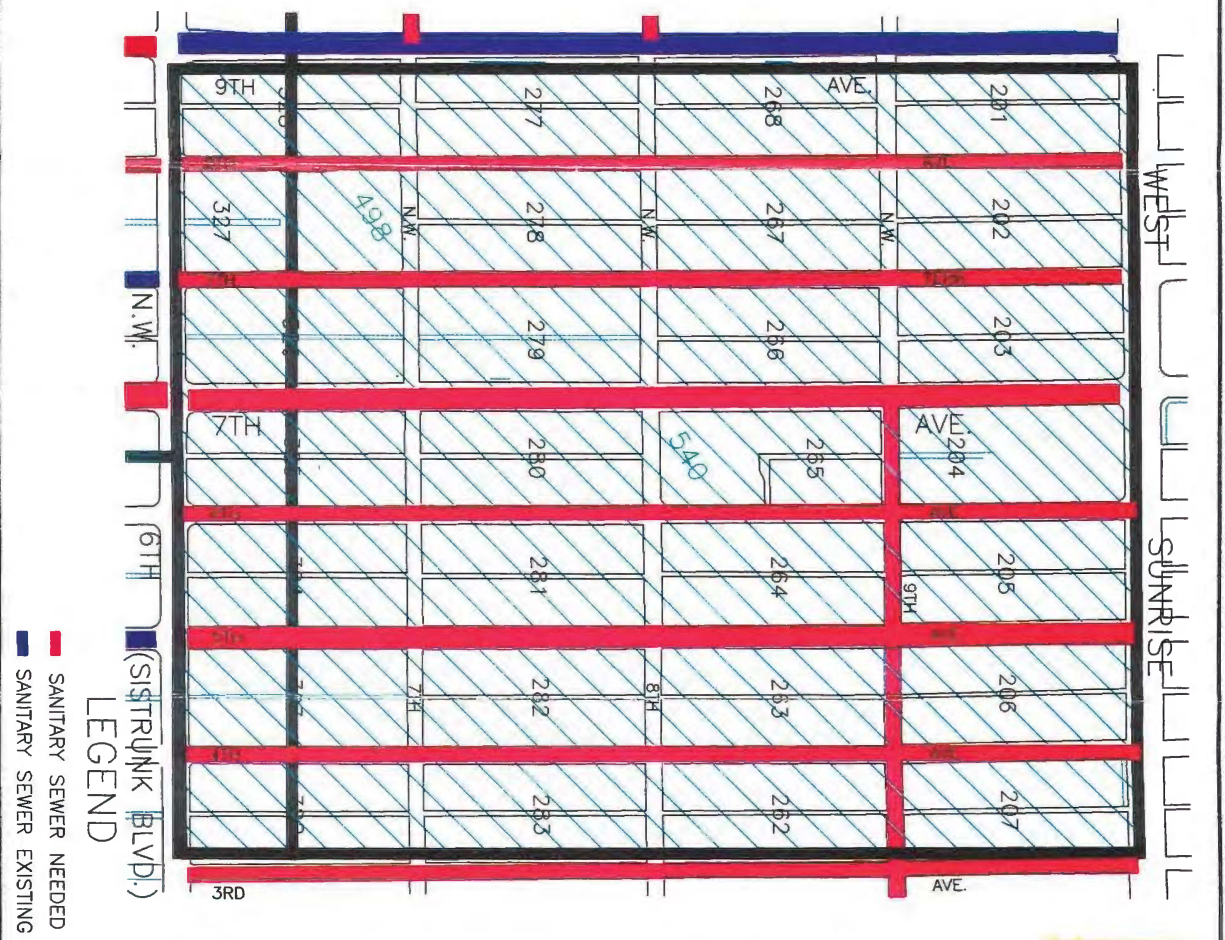 WEST SUNRISE
9TH AVE.
201
268
277
202
267
278
327
498
N.W.
N.W.
N.W.
203
266
279
7TH AVE.
204
265
540
280
205
264
281
9TH
206
263
282
8TH
7TH
207
262
283
3RD AVE.
N.W. 6TH (SISTRUNK BLVD.)
LEGEND
SANITARY SEWER NEEDED
SANITARY SEWER EXISTING